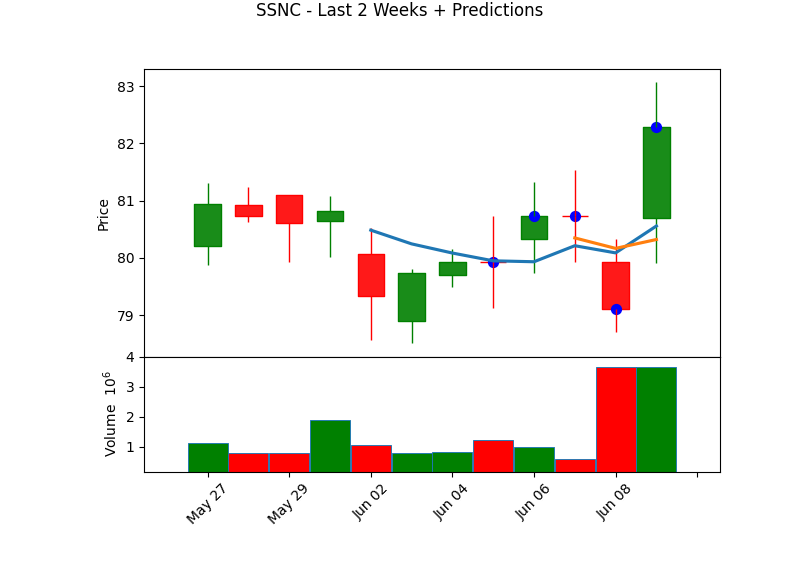 SSNC - Last 2 Weeks + Predictions
83
82
81
80
79
Price
4
3
2
1
Volume 10^6
May 27
May 29
Jun 02
Jun 04
Jun 06
Jun 08